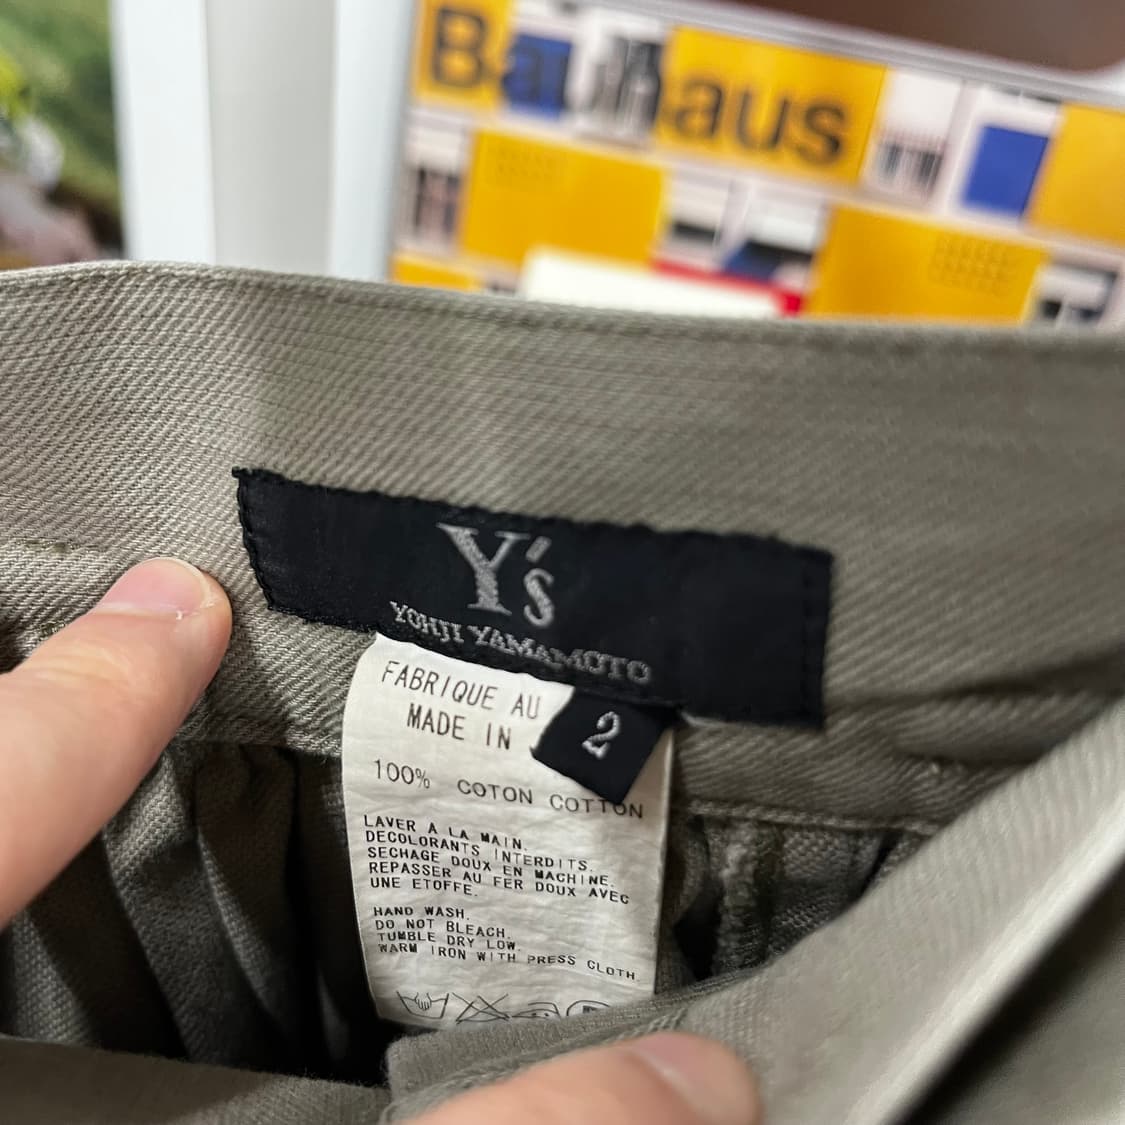 Bauhaus
Y's
YOHJI YAMAMOTO
2
FABRIQUE AU
MADE IN
100% COTON COTTON
LAVER A LA MAIN.
DECOLORANTS INTERDITS.
SECHAGE DOUX EN MACHINE.
REPASSER AU FER DOUX AVEC
UNE ETOFFE.
HAND WASH.
DO NOT BLEACH.
TUMBLE DRY LOW.
WARM IRON WITH PRESS CLOTH.